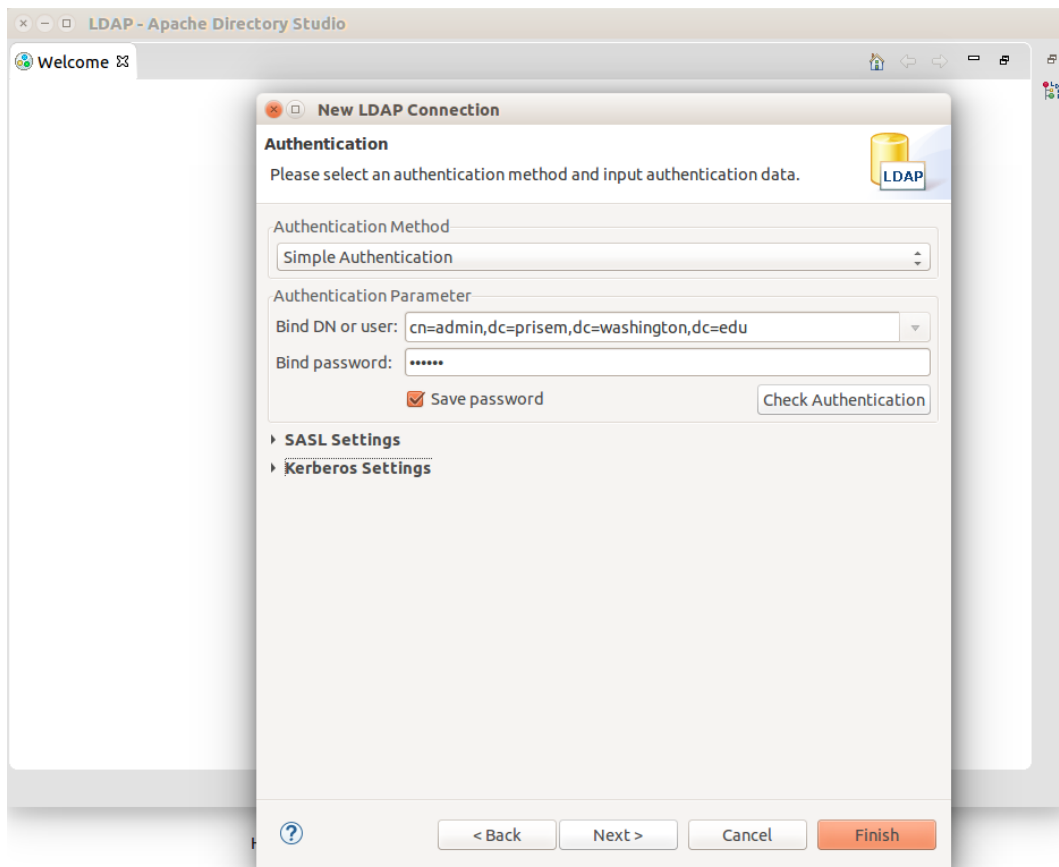 LDAP - Apache Directory Studio
Welcome
New LDAP Connection
Authentication
Please select an authentication method and input authentication data.
LDAP
Authentication Method
Simple Authentication
Authentication Parameter
Bind DN or user: cn=admin,dc=prisem,dc=washington,dc=edu
Bind password: ••••••
Save password
Check Authentication
SASL Settings
Kerberos Settings
?
< Back Next > Cancel Finish